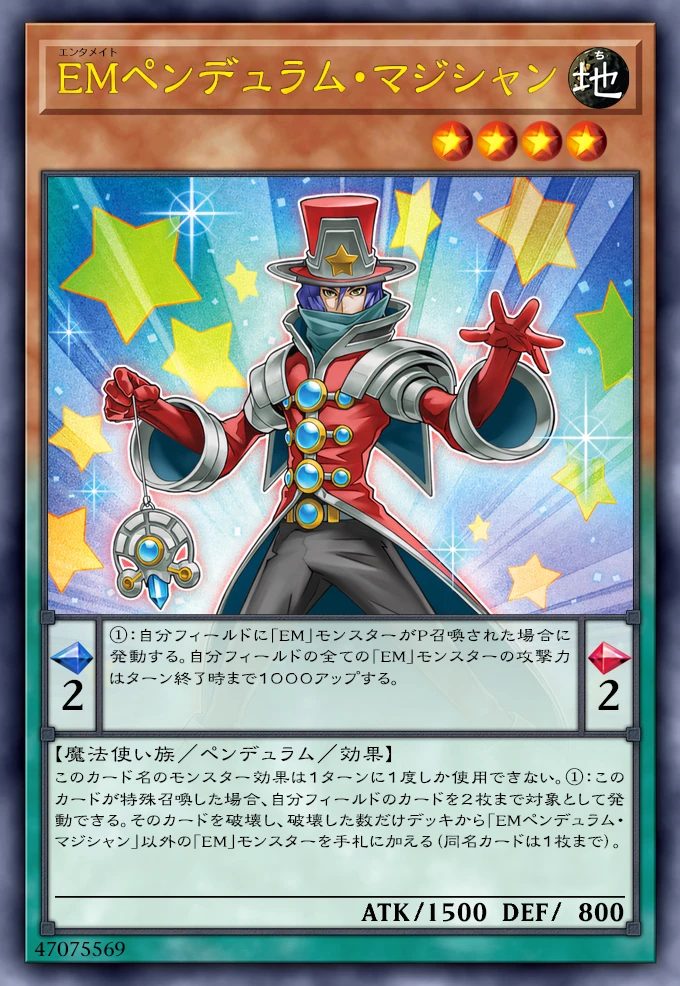 エンタメイト
EMペンデュラム・マジシャン
ち
地
①:自分フィールドに「EM」モンスターがP召喚された場合に
発動する。自分フィールドの全ての「EM」モンスターの攻撃力
はターン終了時まで1000アップする。
2
2
【魔法使い族/ペンデュラム/効果】
このカード名のモンスター効果は1ターンに1度しか使用できない。①:この
カードが特殊召喚した場合、自分フィールドのカードを2枚まで対象として発
動できる。そのカードを破壊し、破壊した数だけデッキから「EMペンデュラム・
マジシャン」以外の「EM」モンスターを手札に加える(同名カードは1枚まで)。
ATK/1500 DEF/ 800
47075569